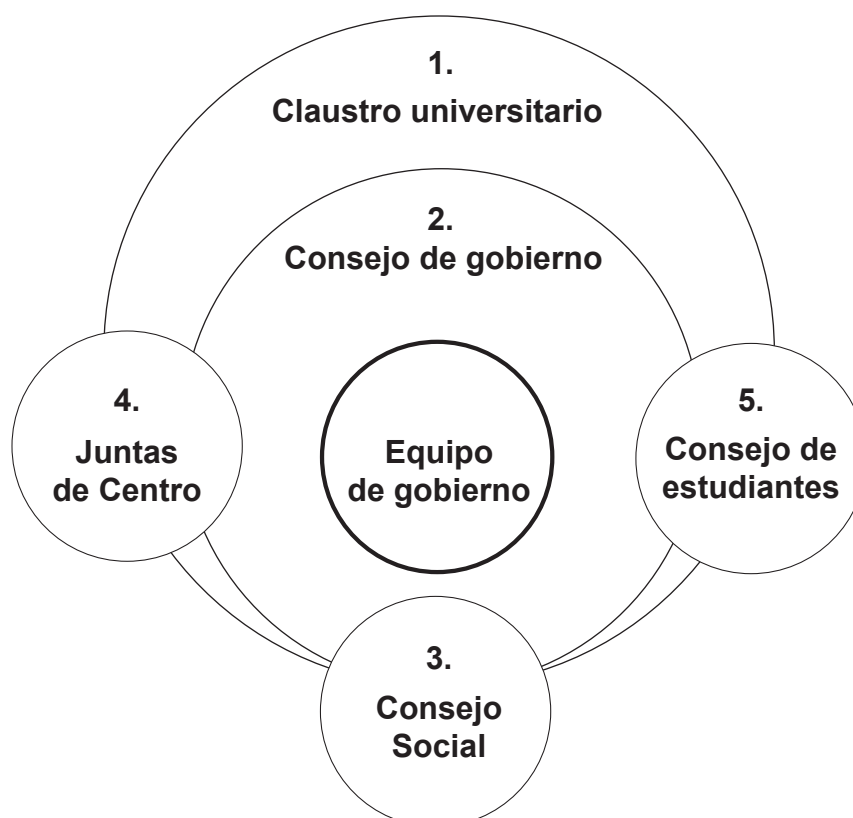 1.
Claustro universitario
2.
Consejo de gobierno
4.
Juntas
de Centro
Equipo
de gobierno
5.
Consejo de
estudiantes
3.
Consejo
Social